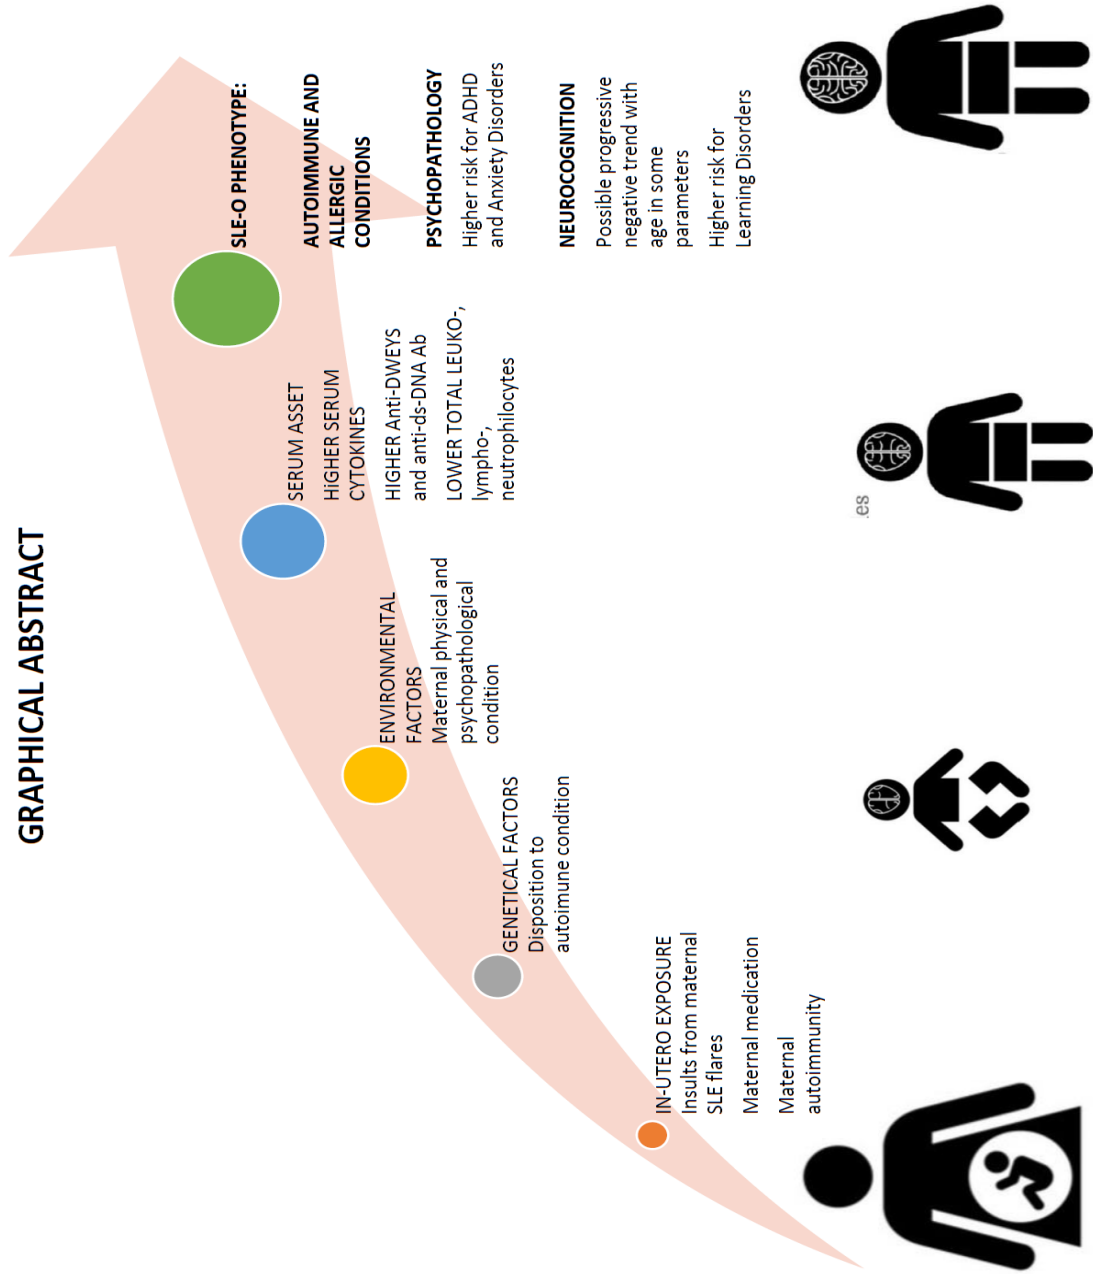 GRAPHICAL ABSTRACT
IN-UTERO EXPOSURE
Insults from maternal
SLE flares
Maternal medication
Maternal
autoimmunity
GENETICAL FACTORS
Disposition to
autoimune condition
ENVIRONMENTAL
FACTORS
Maternal physical and
psychopathological
condition
SERUM ASSET
HiGHER SERUM
CYTOKINES
HIGHER Anti-DWEYS
and anti-ds-DNA Ab
LOWER TOTAL LEUKO-,
lympho-,
neutrophilocytes
SLE-O PHENOTYPE:
AUTOIMMUNE AND
ALLERGIC
CONDITIONS
PSYCHOPATHOLOGY
Higher risk for ADHD
and Anxiety Disorders
NEUROCOGNITION
Possible progressive
negative trend with
age in some
parameters
Higher risk for
Learning Disorders
.es